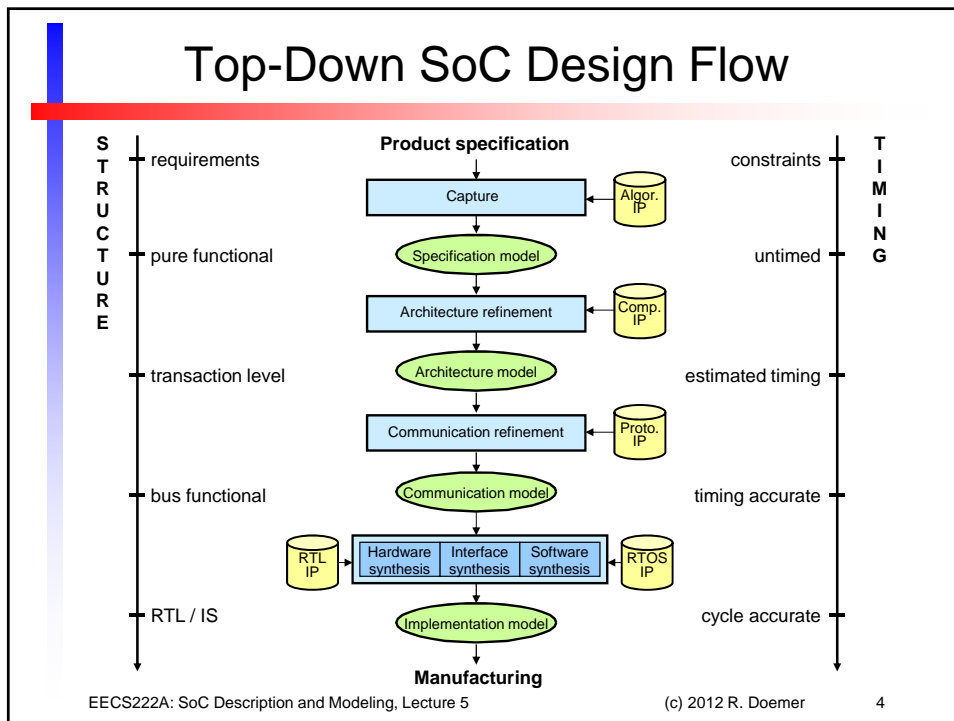 Top-Down SoC Design Flow
STRUCTURE
TIMING
Product specification
requirements
constraints
Capture
Algor.
IP
pure functional
Specification model
untimed
Architecture refinement
Comp.
IP
transaction level
Architecture model
estimated timing
Communication refinement
Proto.
IP
bus functional
Communication model
timing accurate
RTL
IP
Hardware
synthesis
Interface
synthesis
Software
synthesis
RTOS
IP
RTL / IS
Implementation model
cycle accurate
Manufacturing
EECS222A: SoC Description and Modeling, Lecture 5
(c) 2012 R. Doemer
4